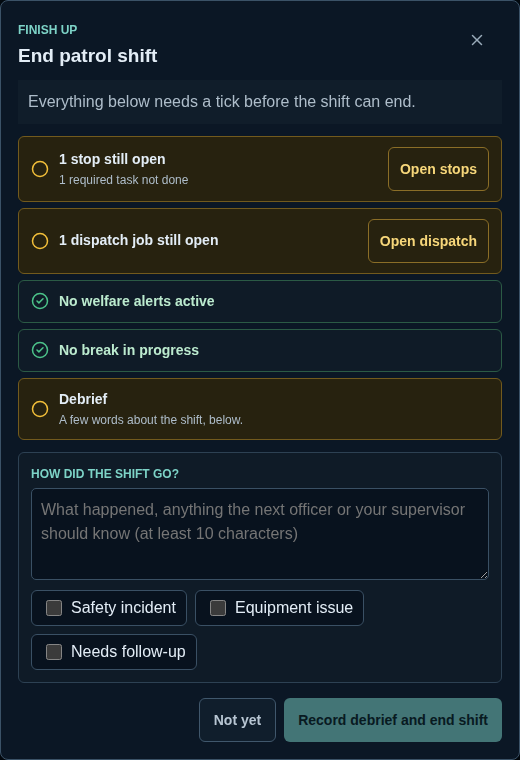 FINISH UP
End patrol shift
Everything below needs a tick before the shift can end.
1 stop still open
1 required task not done
Open stops
1 dispatch job still open
Open dispatch
No welfare alerts active
No break in progress
Debrief
A few words about the shift, below.
HOW DID THE SHIFT GO?
What happened, anything the next officer or your supervisor
should know (at least 10 characters)
Safety incident
Equipment issue
Needs follow-up
Not yet
Record debrief and end shift